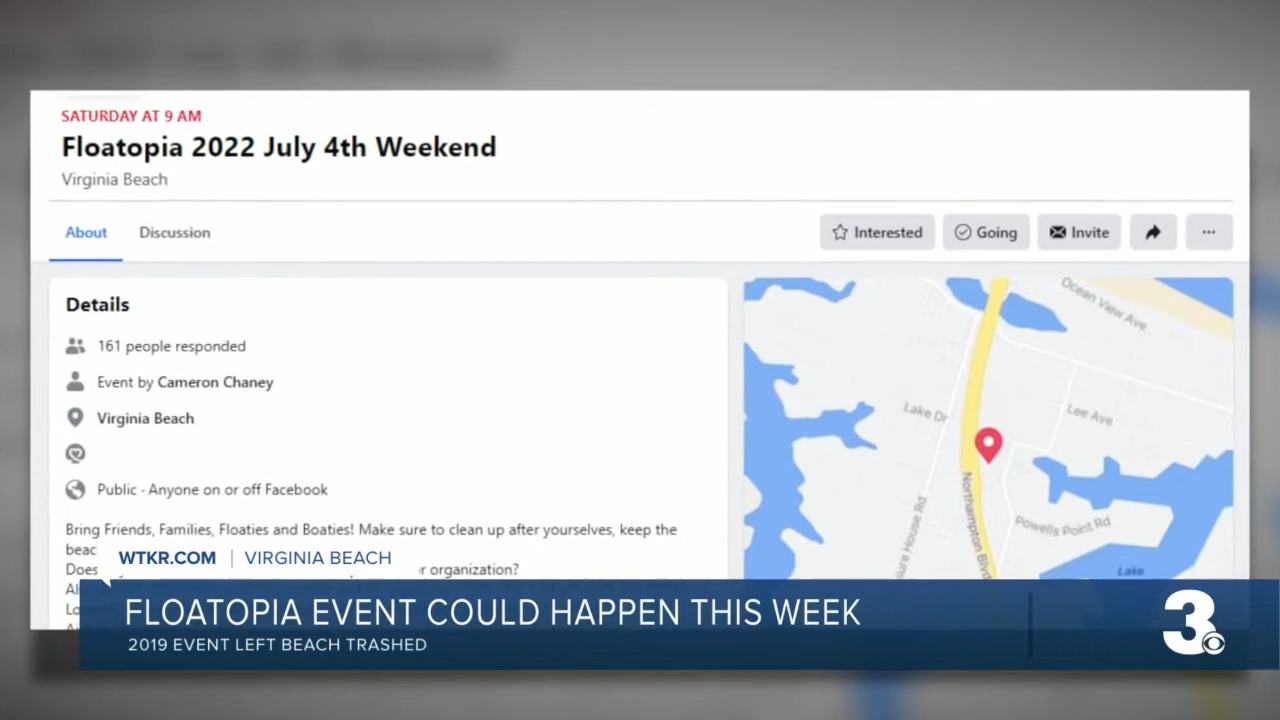 SATURDAY AT 9 AM
Floatopia 2022 July 4th Weekend
Virginia Beach
About Discussion Interested Going Invite ...
Details
161 people responded
Event by Cameron Chaney
Virginia Beach
Public · Anyone on or off Facebook
Bring Friends, Families, Floaties and Boaties! Make sure to clean up after yourselves, keep the
beac
Does
or organization?
Ocean View Ave
Lake Dr
Lee Ave
Northampton Blvd
Powells Point Rd
Lake
WTKR.COM | VIRGINIA BEACH
FLOATOPIA EVENT COULD HAPPEN THIS WEEK
2019 EVENT LEFT BEACH TRASHED
3